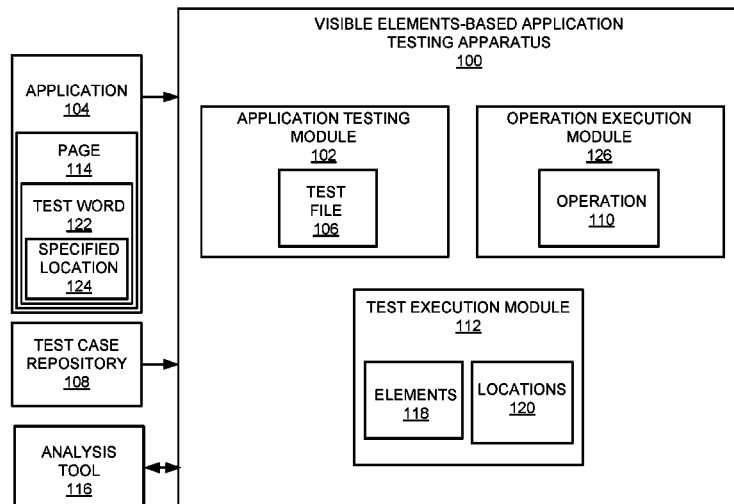 VISIBLE ELEMENTS-BASED APPLICATION
TESTING APPARATUS
100
APPLICATION
104
PAGE
114
TEST WORD
122
SPECIFIED
LOCATION
124
TEST CASE
REPOSITORY
108
ANALYSIS
TOOL
116
APPLICATION TESTING
MODULE
102
TEST
FILE
106
OPERATION EXECUTION
MODULE
126
OPERATION
110
TEST EXECUTION MODULE
112
ELEMENTS
118
LOCATIONS
120